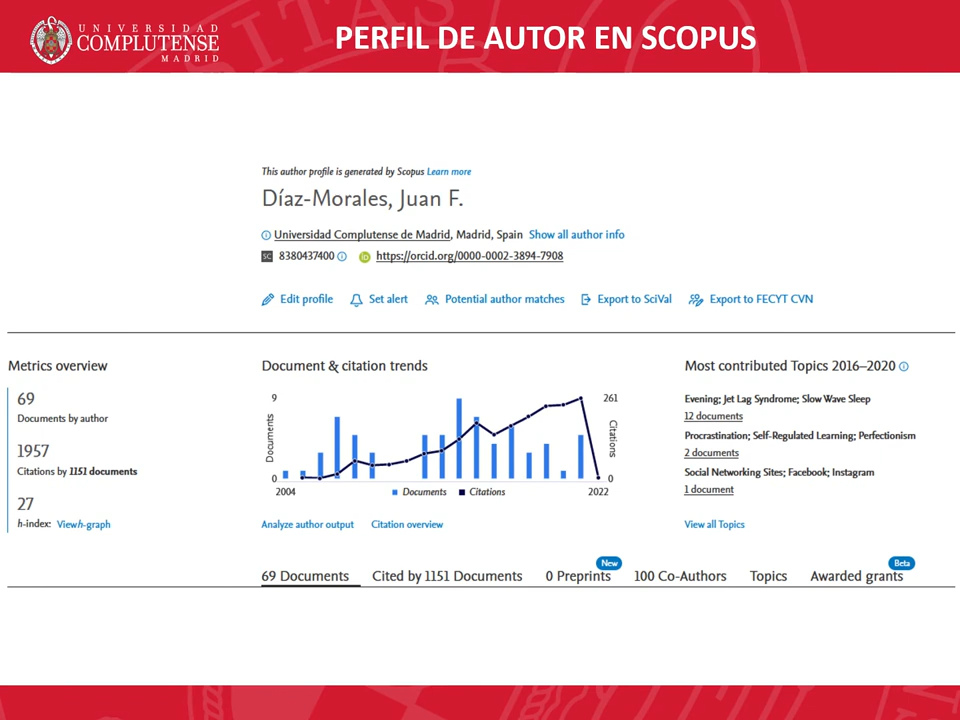 UNIVERSIDAD
COMPLUTENSE
MADRID
PERFIL DE AUTOR EN SCOPUS
This author profile is generated by Scopus Learn more
Díaz-Morales, Juan F.
Universidad Complutense de Madrid, Madrid, Spain Show all author info
SC 8380437400 iD https://orcid.org/0000-0002-3894-7908
Edit profile Set alert Potential author matches Export to SciVal Export to FECYT CVN
Metrics overview
69
Documents by author
1957
Citations by 1151 documents
27
h-index: View h-graph
Document & citation trends
9 261
Documents Citations
0 0
2004 2022
Documents Citations
Analyze author output Citation overview
Most contributed Topics 2016–2020
Evening; Jet Lag Syndrome; Slow Wave Sleep
12 documents
Procrastination; Self-Regulated Learning; Perfectionism
2 documents
Social Networking Sites; Facebook; Instagram
1 document
View all Topics
New Beta
69 Documents Cited by 1151 Documents 0 Preprints 100 Co-Authors Topics Awarded grants